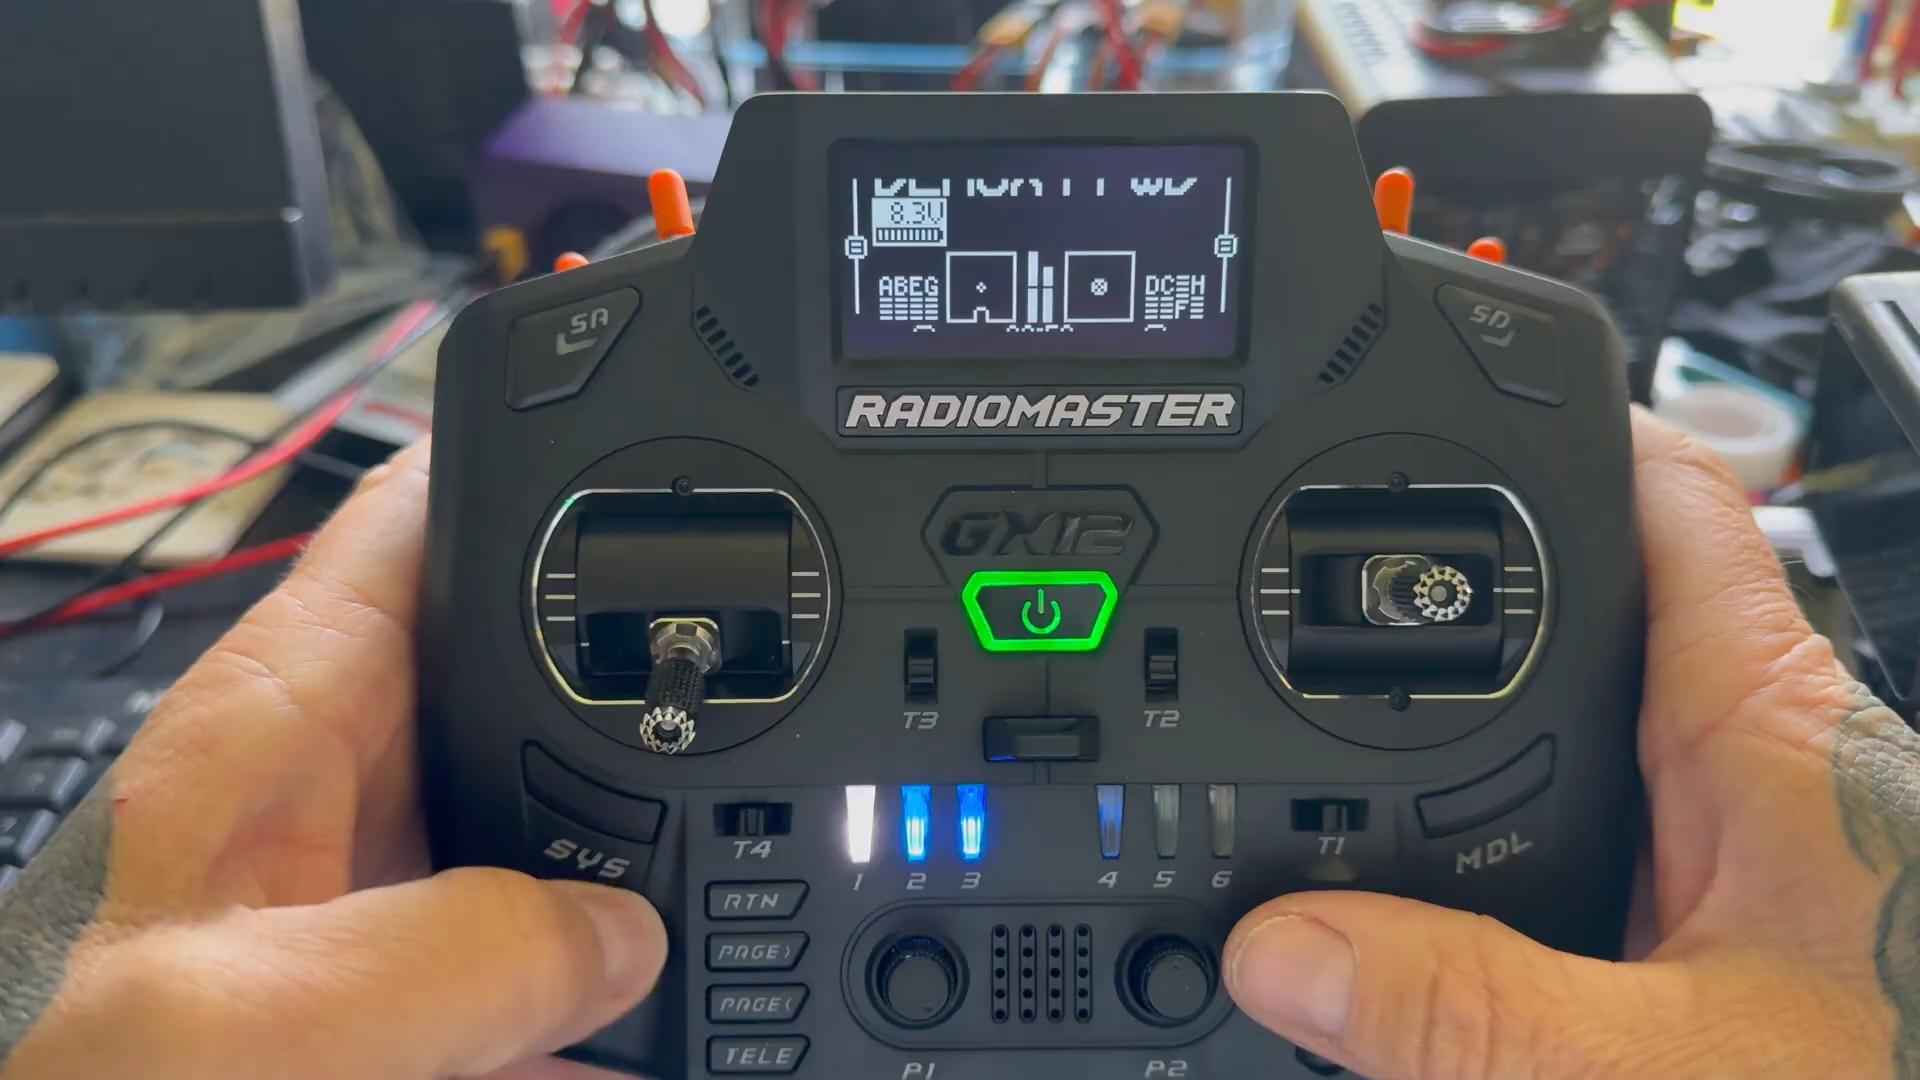 8.3V
ABEG
DC
H
F
SA
SD
RADIOMASTER
GX12
T3
T2
T4
T1
SYS
MDL
1 2 3 4 5 6
RTN
PAGE>
PAGE<
TELE
P1
P2